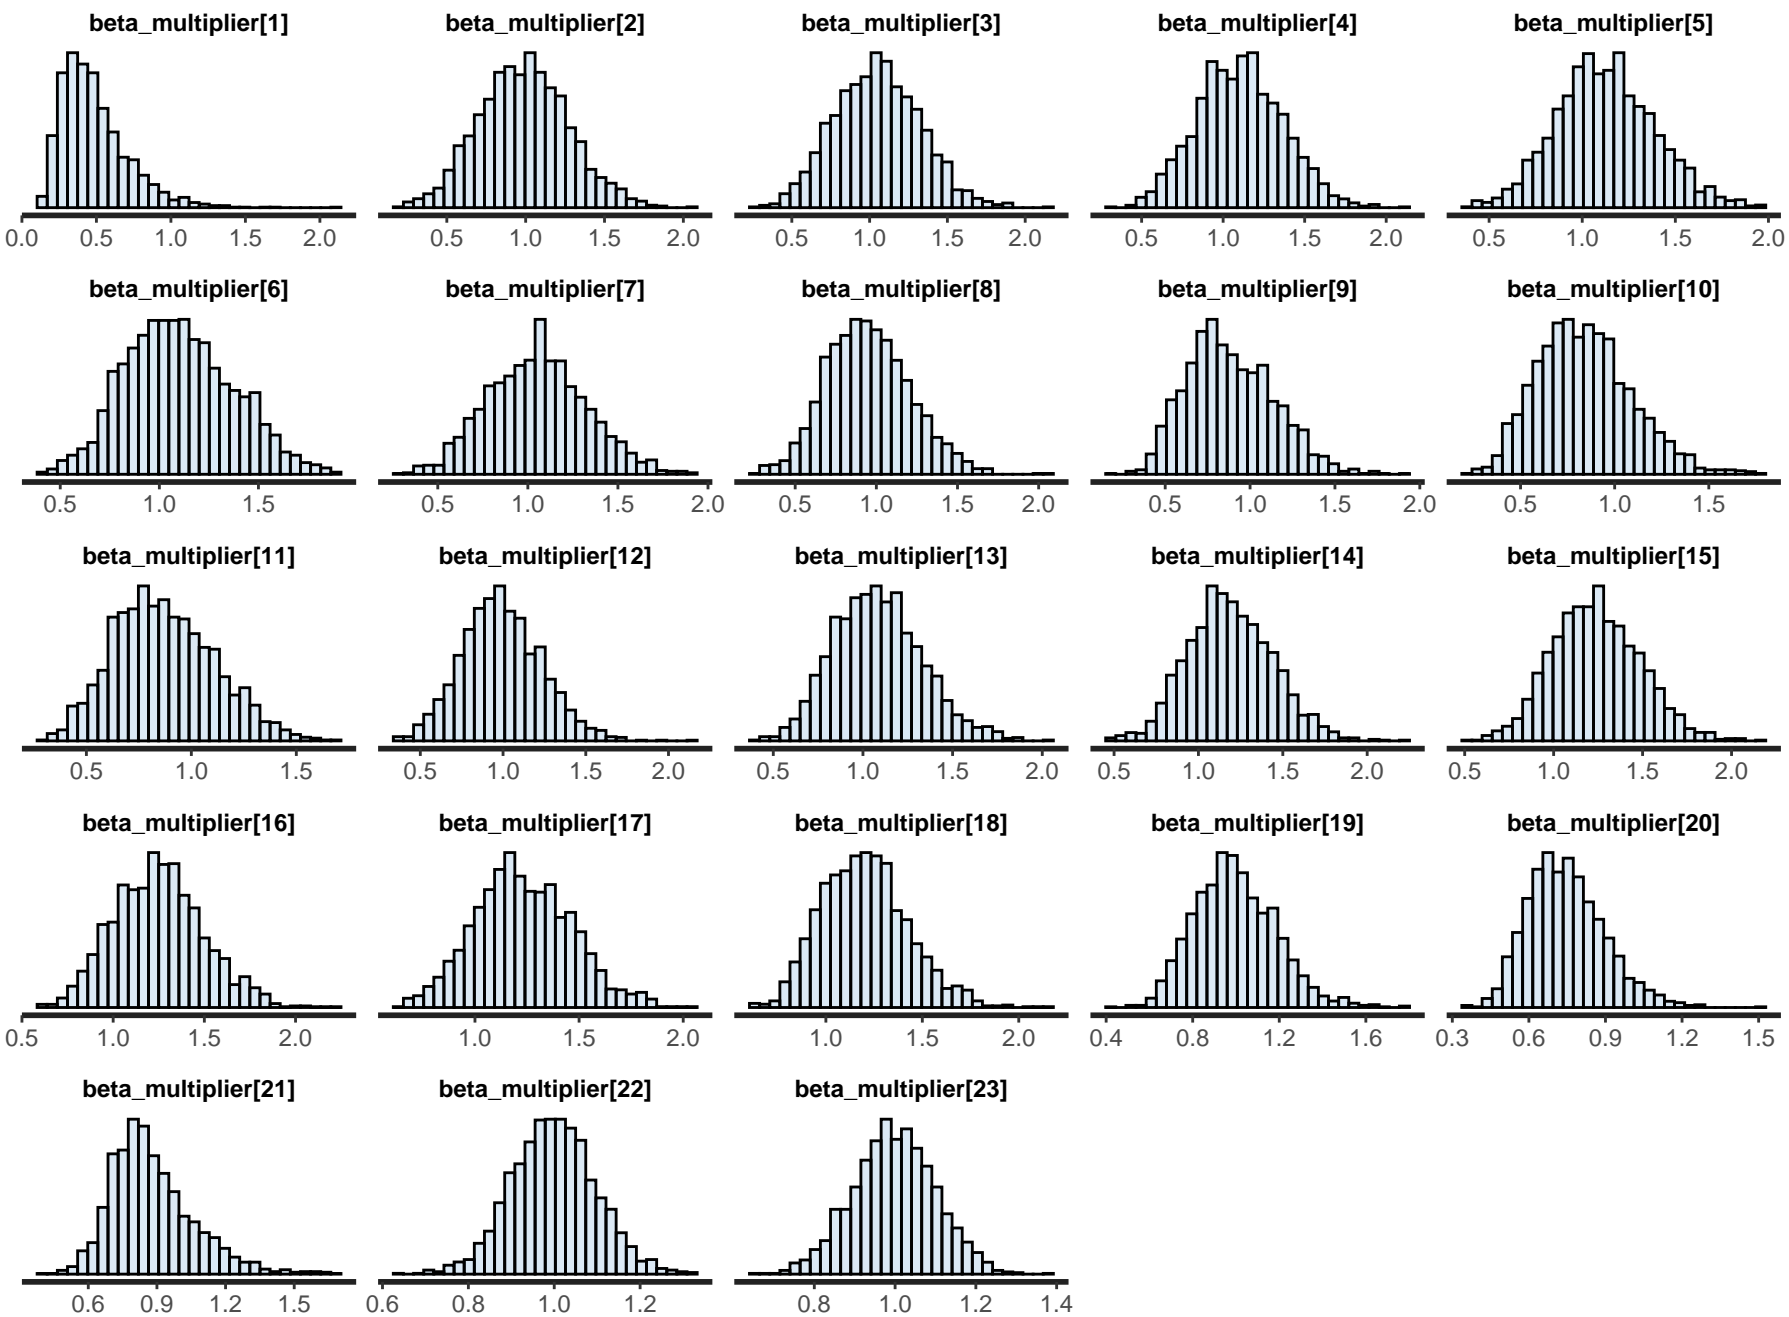 beta_multiplier[1] beta_multiplier[2] beta_multiplier[3] beta_multiplier[4] beta_multiplier[5]
0.0 0.5 1.0 1.5 2.0 0.5 1.0 1.5 2.0 0.5 1.0 1.5 2.0 0.5 1.0 1.5 2.0 0.5 1.0 1.5 2.0
beta_multiplier[6] beta_multiplier[7] beta_multiplier[8] beta_multiplier[9] beta_multiplier[10]
0.5 1.0 1.5 0.5 1.0 1.5 2.0 0.5 1.0 1.5 2.0 0.5 1.0 1.5 2.0 0.5 1.0 1.5
beta_multiplier[11] beta_multiplier[12] beta_multiplier[13] beta_multiplier[14] beta_multiplier[15]
0.5 1.0 1.5 0.5 1.0 1.5 2.0 0.5 1.0 1.5 2.0 0.5 1.0 1.5 2.0 0.5 1.0 1.5 2.0
beta_multiplier[16] beta_multiplier[17] beta_multiplier[18] beta_multiplier[19] beta_multiplier[20]
0.5 1.0 1.5 2.0 1.0 1.5 2.0 1.0 1.5 2.0 0.4 0.8 1.2 1.6 0.3 0.6 0.9 1.2 1.5
beta_multiplier[21] beta_multiplier[22] beta_multiplier[23]
0.6 0.9 1.2 1.5 0.6 0.8 1.0 1.2 0.8 1.0 1.2 1.4